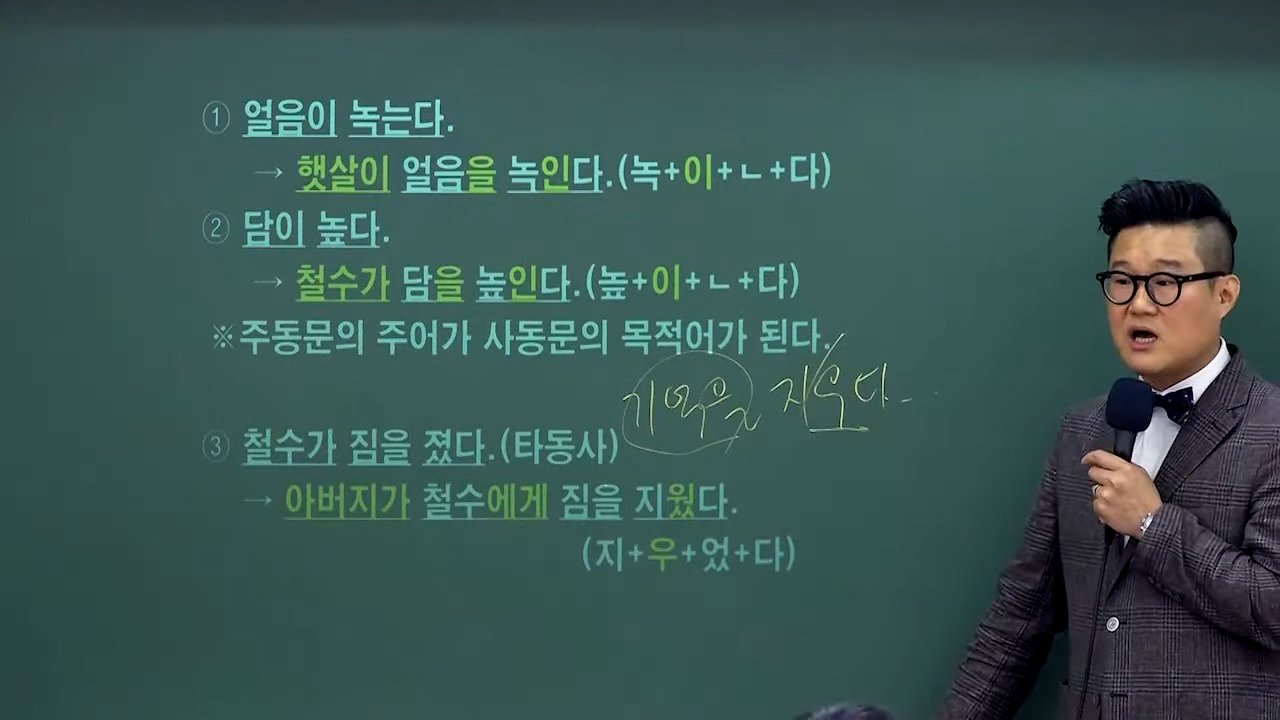 ① 얼음이 녹는다.
→ 햇살이 얼음을 녹인다.(녹+이+ㄴ+다)
② 담이 높다.
→ 철수가 담을 높인다.(높+이+ㄴ+다)
※주동문의 주어가 사동문의 목적어가 된다.
기억을 지우다.
③ 철수가 짐을 졌다.(타동사)
→ 아버지가 철수에게 짐을 지웠다.
(지+우+었+다)